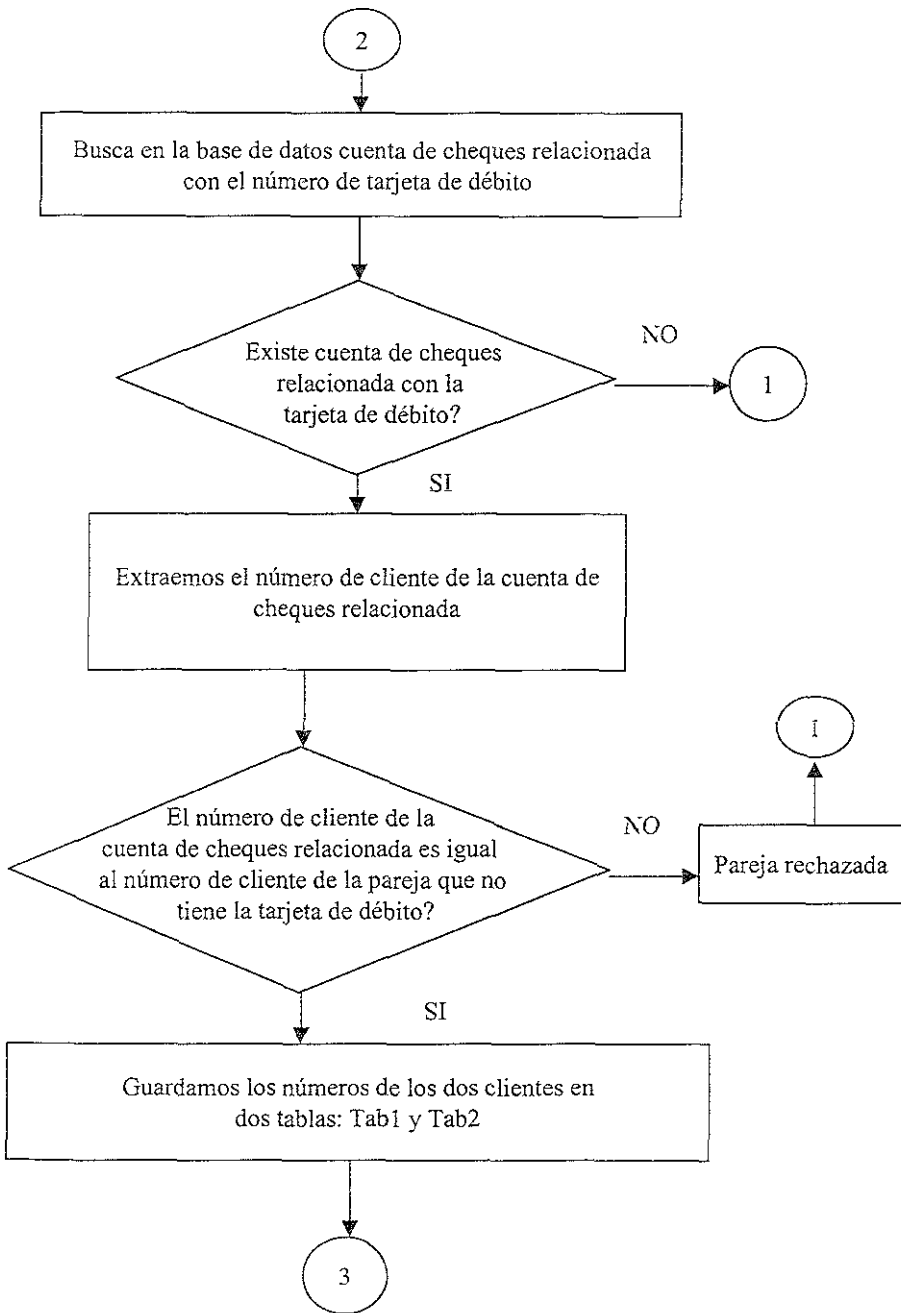 2
Busca en la base de datos cuenta de cheques relacionada
con el número de tarjeta de débito
Existe cuenta de cheques
relacionada con la
tarjeta de débito?
NO
1
SI
Extraemos el número de cliente de la cuenta de
cheques relacionada
1
El número de cliente de la
cuenta de cheques relacionada es igual
al número de cliente de la pareja que no
tiene la tarjeta de débito?
NO
Pareja rechazada
SI
Guardamos los números de los dos clientes en
dos tablas: Tab1 y Tab2
3